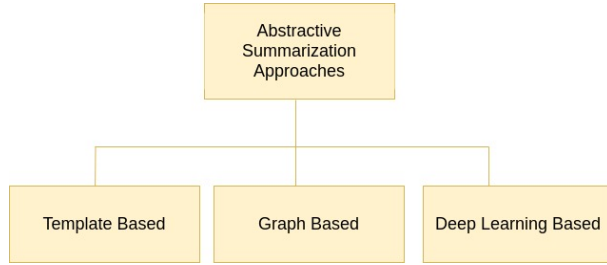 Abstractive
Summarization
Approaches
Template Based
Graph Based
Deep Learning Based